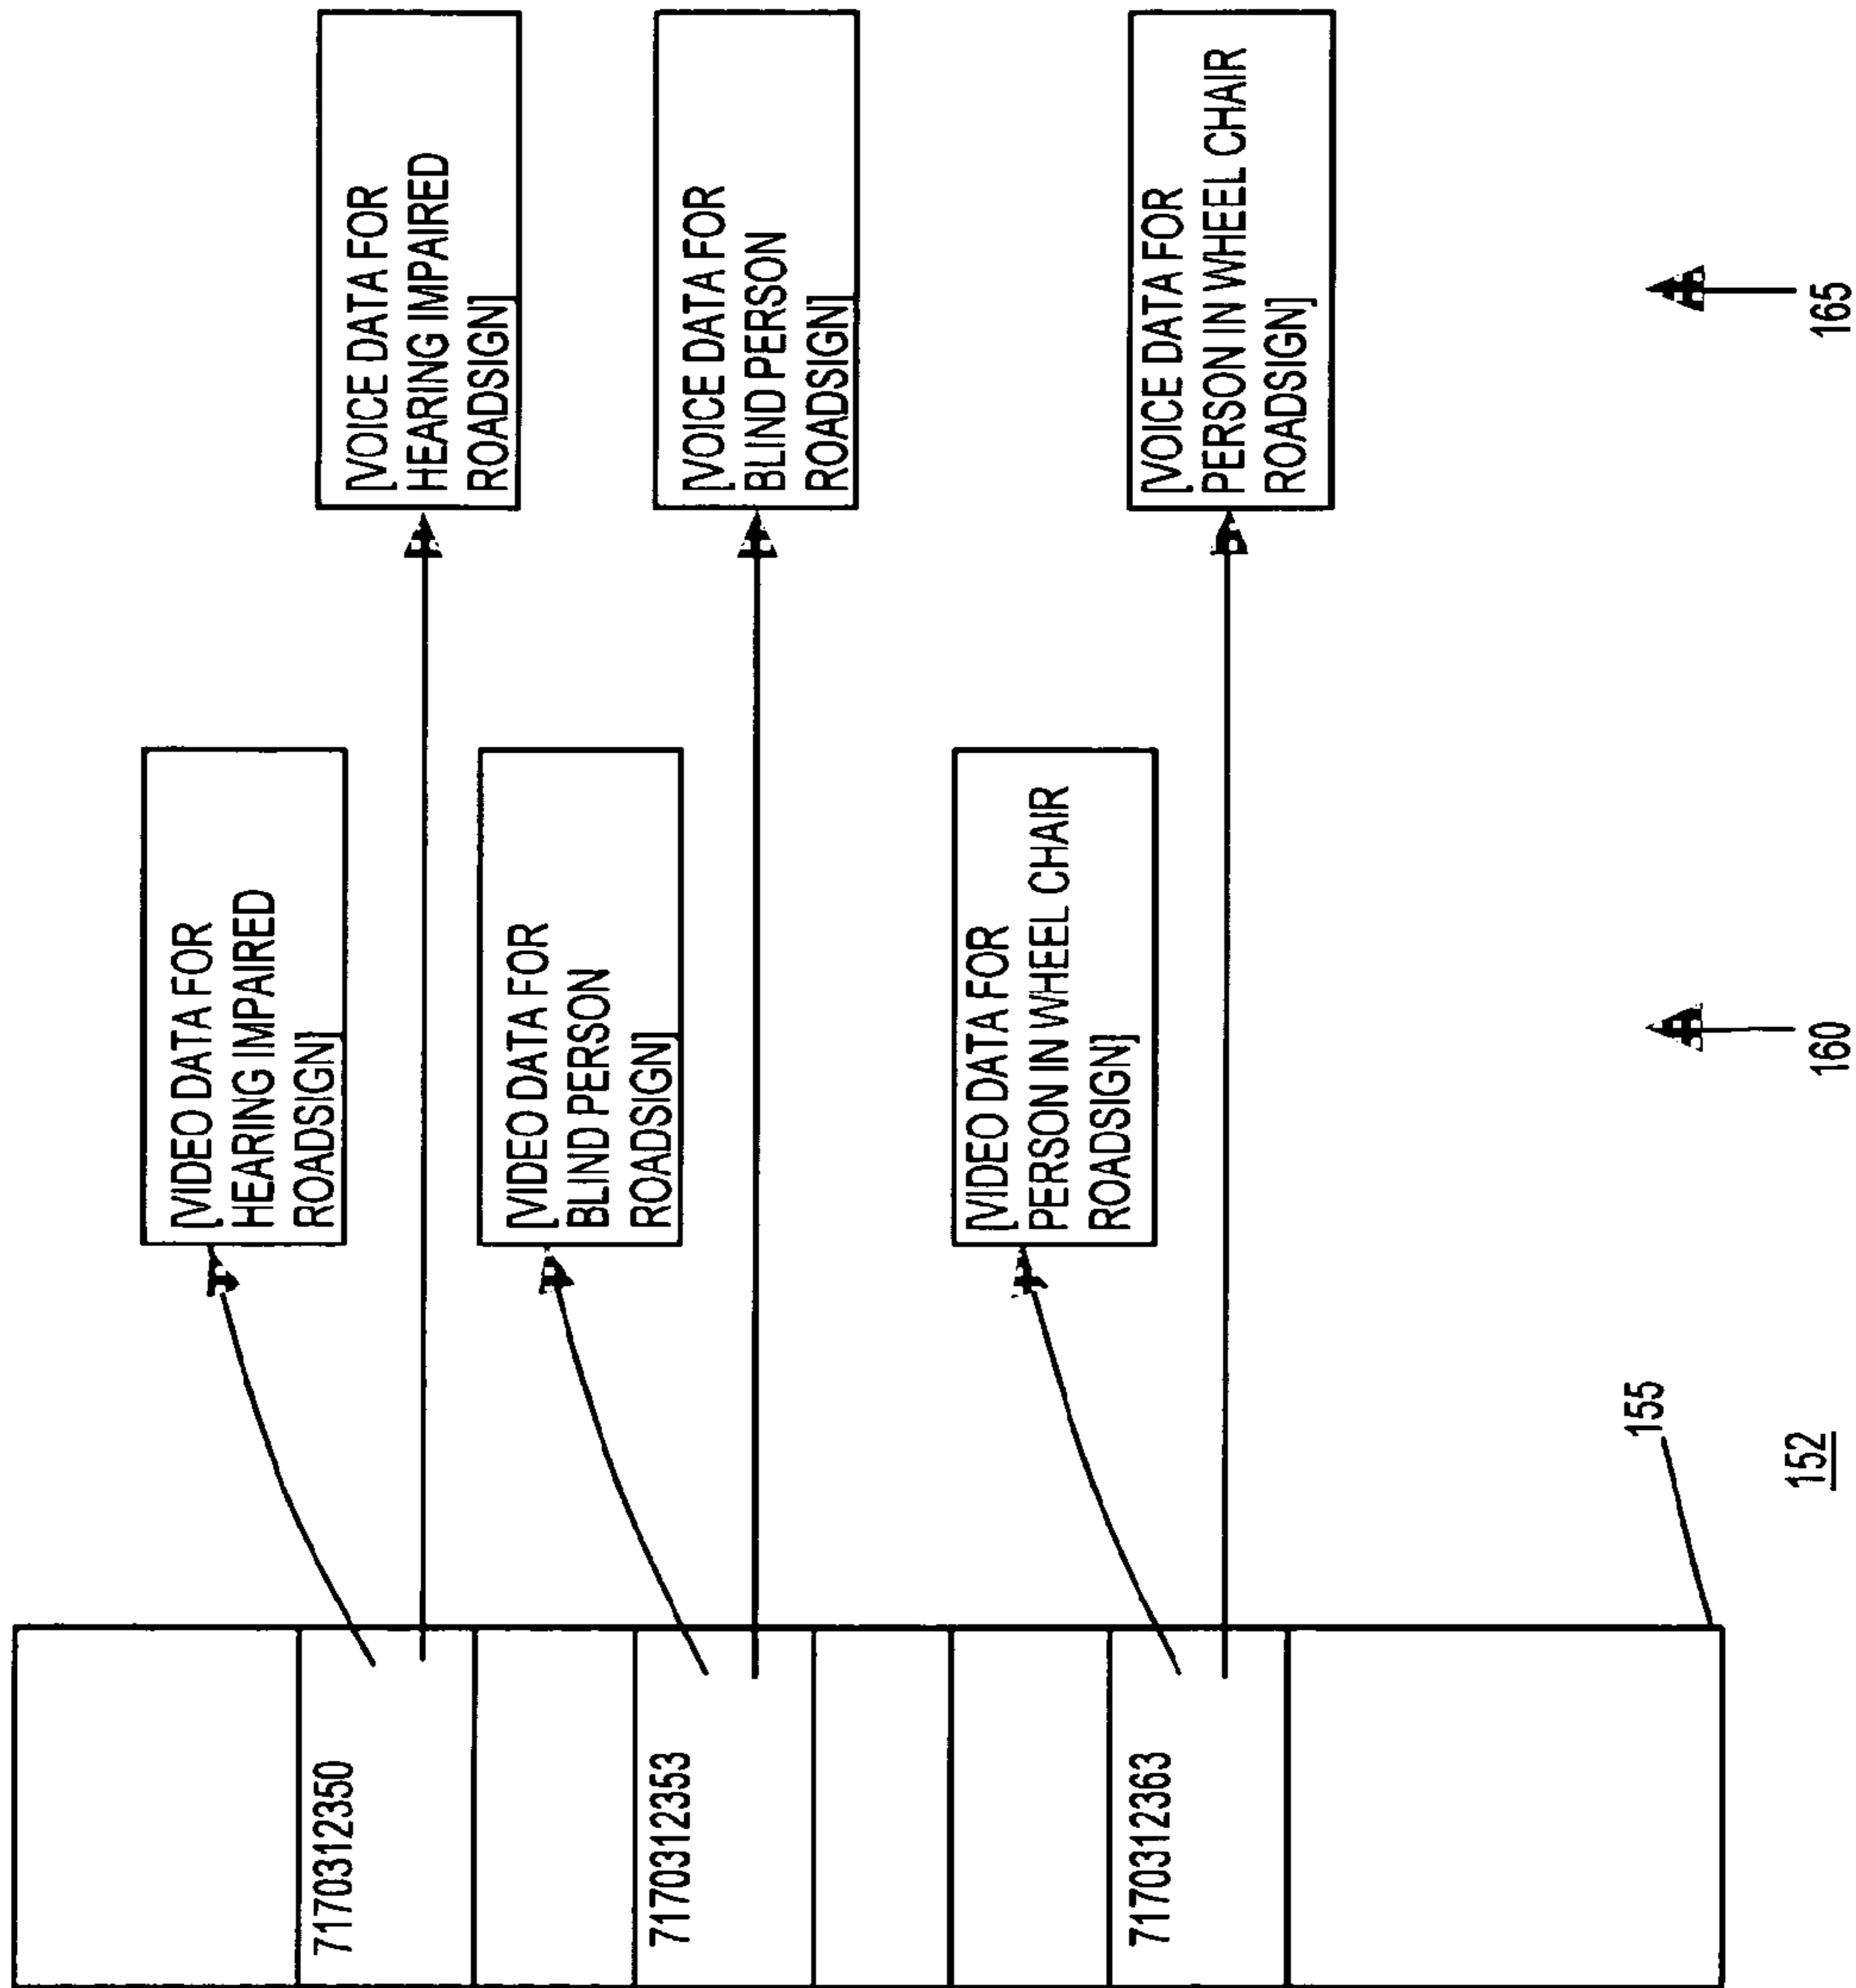 [VIDEO DATA FOR
HEARING IMPAIRED
ROADSIGN]
7170312350
[VOICE DATA FOR
HEARING IMPAIRED
ROADSIGN]
[VIDEO DATA FOR
BLIND PERSON
ROADSIGN]
7170312353
[VOICE DATA FOR
BLIND PERSON
ROADSIGN]
[VIDEO DATA FOR
PERSON IN WHEEL CHAIR
ROADSIGN]
7170312363
[VOICE DATA FOR
PERSON IN WHEEL CHAIR
ROADSIGN]
155
152
160
165